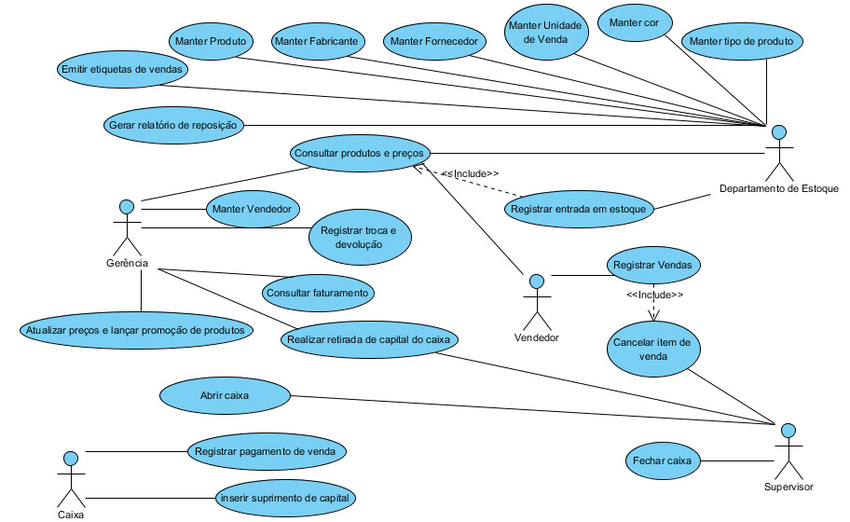 Manter Produto
Manter Fabricante
Manter Fornecedor
Manter Unidade
de Venda
Manter cor
Manter tipo de produto
Emitir etiquetas de vendas
Gerar relatório de reposição
Consultar produtos e preços
<<Include>>
Departamento de Estoque
Registrar entrada em estoque
Manter Vendedor
Registrar troca e
devolução
Gerência
Registrar Vendas
<<Include>>
Consultar faturamento
Vendedor
Atualizar preços e lançar promoção de produtos
Realizar retirada de capital do caixa
Cancelar item de
venda
Abrir caixa
Registrar pagamento de venda
Fechar caixa
Supervisor
inserir suprimento de capital
Caixa